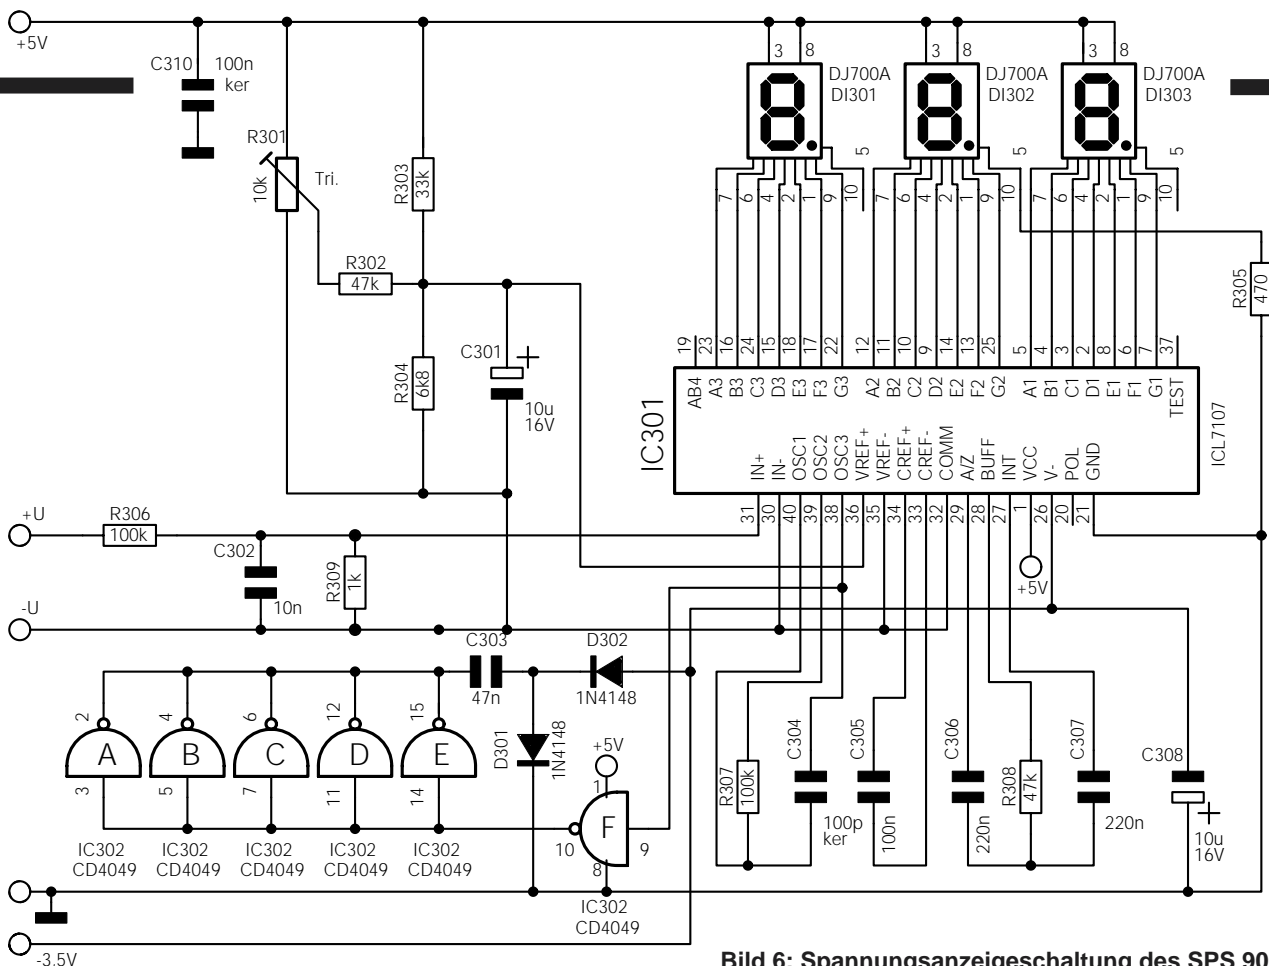 +5V
C310
100n
ker
3
8
DJ700A
DI301
3
8
DJ700A
DI302
3
8
DJ700A
DI303
R301
10k
Tri.
R303
33k
5
5
5
7
6
4
2
1
9
10
7
6
4
2
1
9
10
7
6
4
2
1
9
10
R302
47k
R305
470
R304
6k8
C301
+
10u
16V
19
23
16
24
15
18
17
22
12
11
10
9
14
13
25
5
4
3
2
8
6
7
37
AB4
A3
B3
C3
D3
E3
F3
G3
A2
B2
C2
D2
E2
F2
G2
A1
B1
C1
D1
E1
F1
G1
TEST
IC301
ICL7107
IN+
IN-
OSC1
OSC2
OSC3
VREF+
VREF-
CREF+
CREF-
COMM
A/Z
BUFF
INT
VCC
V-
POL
GND
31
30
40
39
38
36
35
34
33
32
29
28
27
1
26
20
21
+U
R306
100k
C302
10n
R309
1k
+5V
-U
C303
47n
D302
1N4148
D301
1N4148
2
4
6
12
15
A
B
C
D
E
3
5
7
11
14
+5V
1
F
10
9
8
IC302
CD4049
IC302
CD4049
IC302
CD4049
IC302
CD4049
IC302
CD4049
IC302
CD4049
R307
100k
C304
100p
ker
C305
100n
C306
220n
R308
47k
C307
220n
C308
+
10u
16V
-3,5V
Bild 6: Spannungsanzeigeschaltung des SPS 90